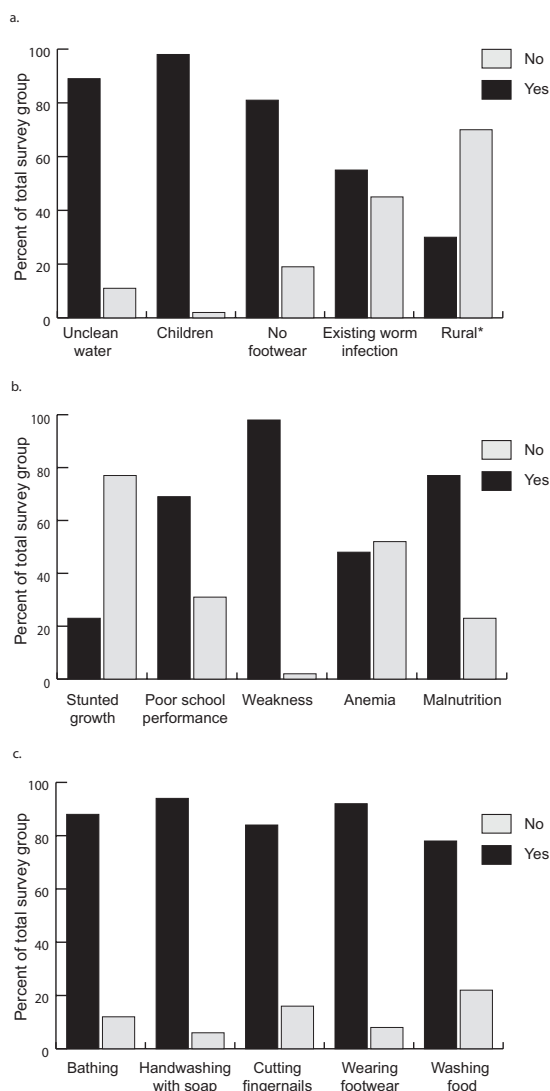 a.
100
80
60
40
20
0
Percent of total survey group
No
Yes
Unclean
water
Children
No
footwear
Existing worm
infection
Rural*
b.
100
80
60
40
20
0
Percent of total survey group
No
Yes
Stunted
growth
Poor school
performance
Weakness
Anemia
Malnutrition
c.
100
80
60
40
20
0
Percent of total survey group
No
Yes
Bathing
Handwashing
with soap
Cutting
fingernails
Wearing
footwear
Washing
food